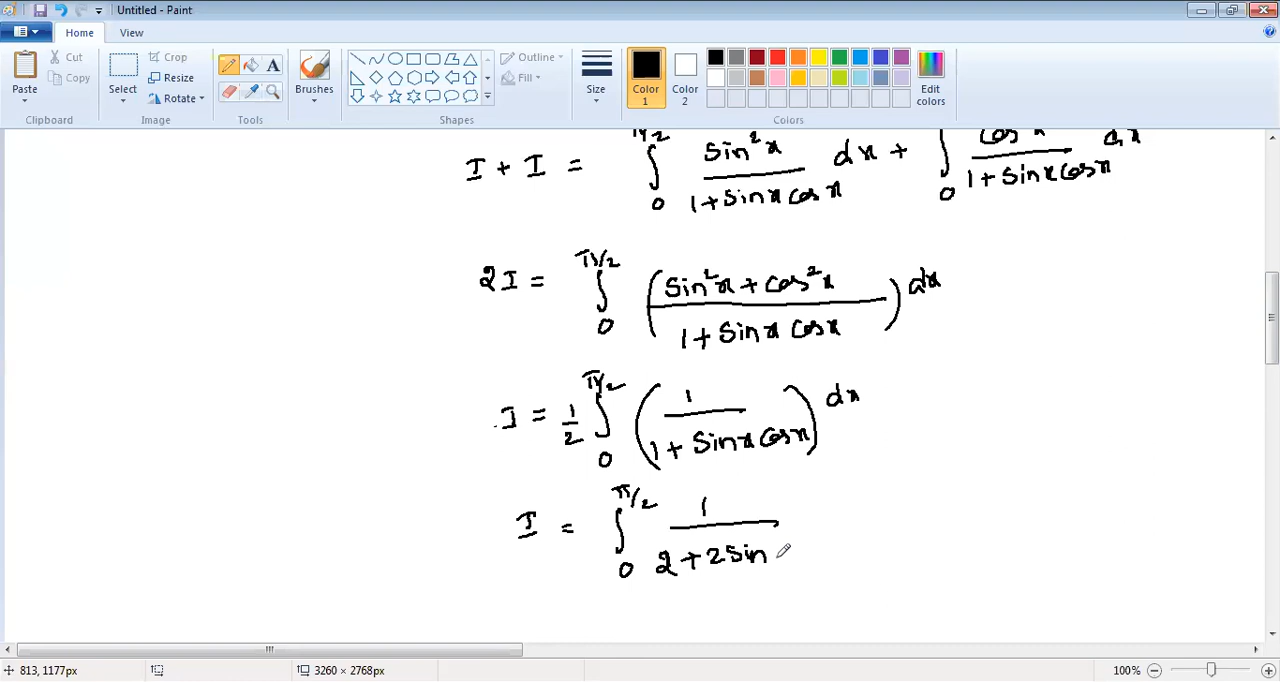 Untitled - Paint
Home View
Paste
Cut
Copy
Clipboard
Select
Crop
Resize
Rotate
Image
Tools
Brushes
Shapes
Outline
Fill
Size
Color 1
Color 2
Edit colors
Colors
I + I = ∫₀^π/2 sin²x / 1+sinx cosx dx + ∫₀ cos²x / 1+sinx cosx dx
2I = ∫₀^π/2 (sin²x + cos²x / 1+sinx cosx) dx
I = 1/2 ∫₀^π/2 (1 / 1+sinx cosx) dx
I = ∫₀^π/2 1 / 2+2sin
813, 1177px
3260 × 2768px
100%